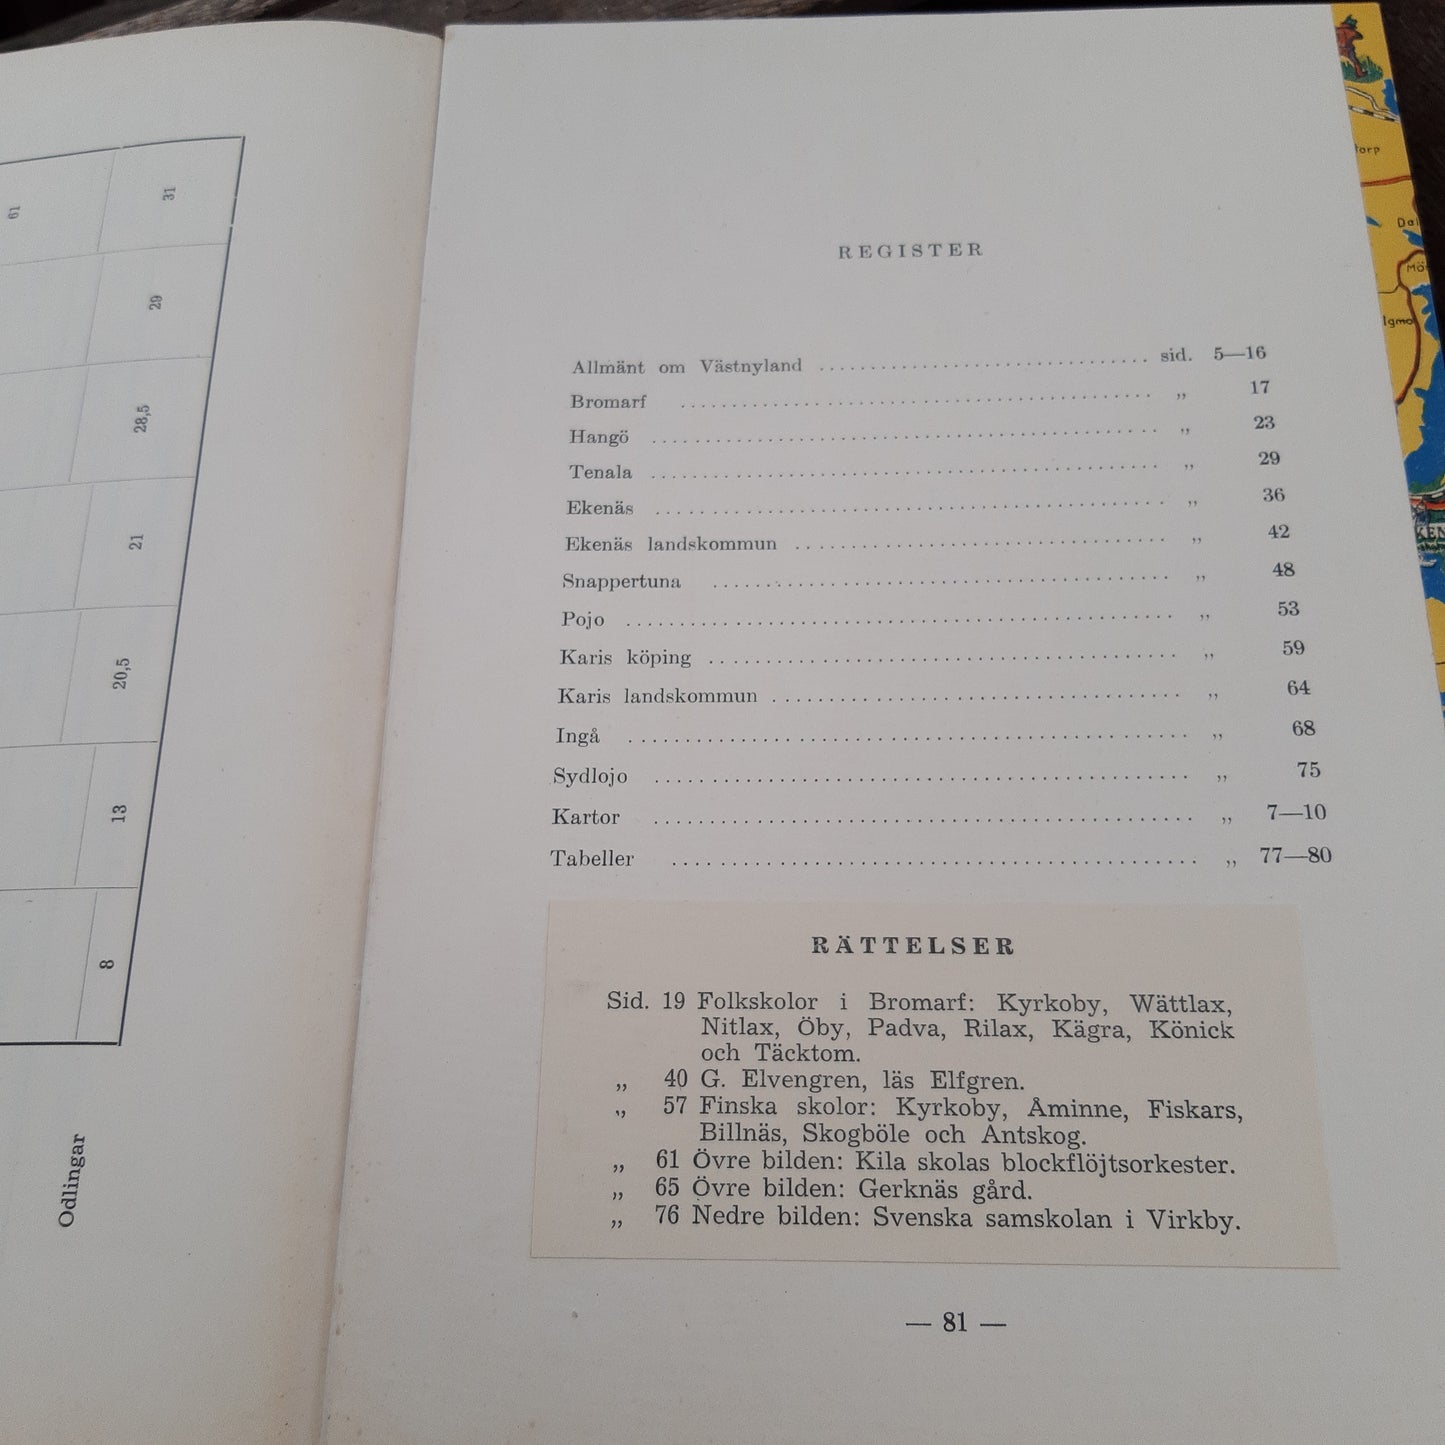 61
31
29
28,5
21
20,5
13
8
Odlingar
REGISTER
Allmänt om Västnyland ................................ sid. 5—16
Bromarf ................................ „ 17
Hangö ................................ „ 23
Tenala ................................ „ 29
Ekenäs ................................ „ 36
Ekenäs landskommun ................................ „ 42
Snappertuna ................................ „ 48
Pojo ................................ „ 53
Karis köping ................................ „ 59
Karis landskommun ................................ „ 64
Ingå ................................ „ 68
Sydlojo ................................ „ 75
Kartor ................................ „ 7—10
Tabeller ................................ „ 77—80
RÄTTELSER
Sid. 19 Folkskolor i Bromarf: Kyrkoby, Wättlax,
Nitlax, Öby, Padva, Rilax, Kägra, Könick
och Täcktom.
„ 40 G. Elvengren, läs Elfgren.
„ 57 Finska skolor: Kyrkoby, Åminne, Fiskars,
Billnäs, Skogböle och Antskog.
„ 61 Övre bilden: Kila skolas blockflöjtsorkester.
„ 65 Övre bilden: Gerknäs gård.
„ 76 Nedre bilden: Svenska samskolan i Virkby.
— 81 —